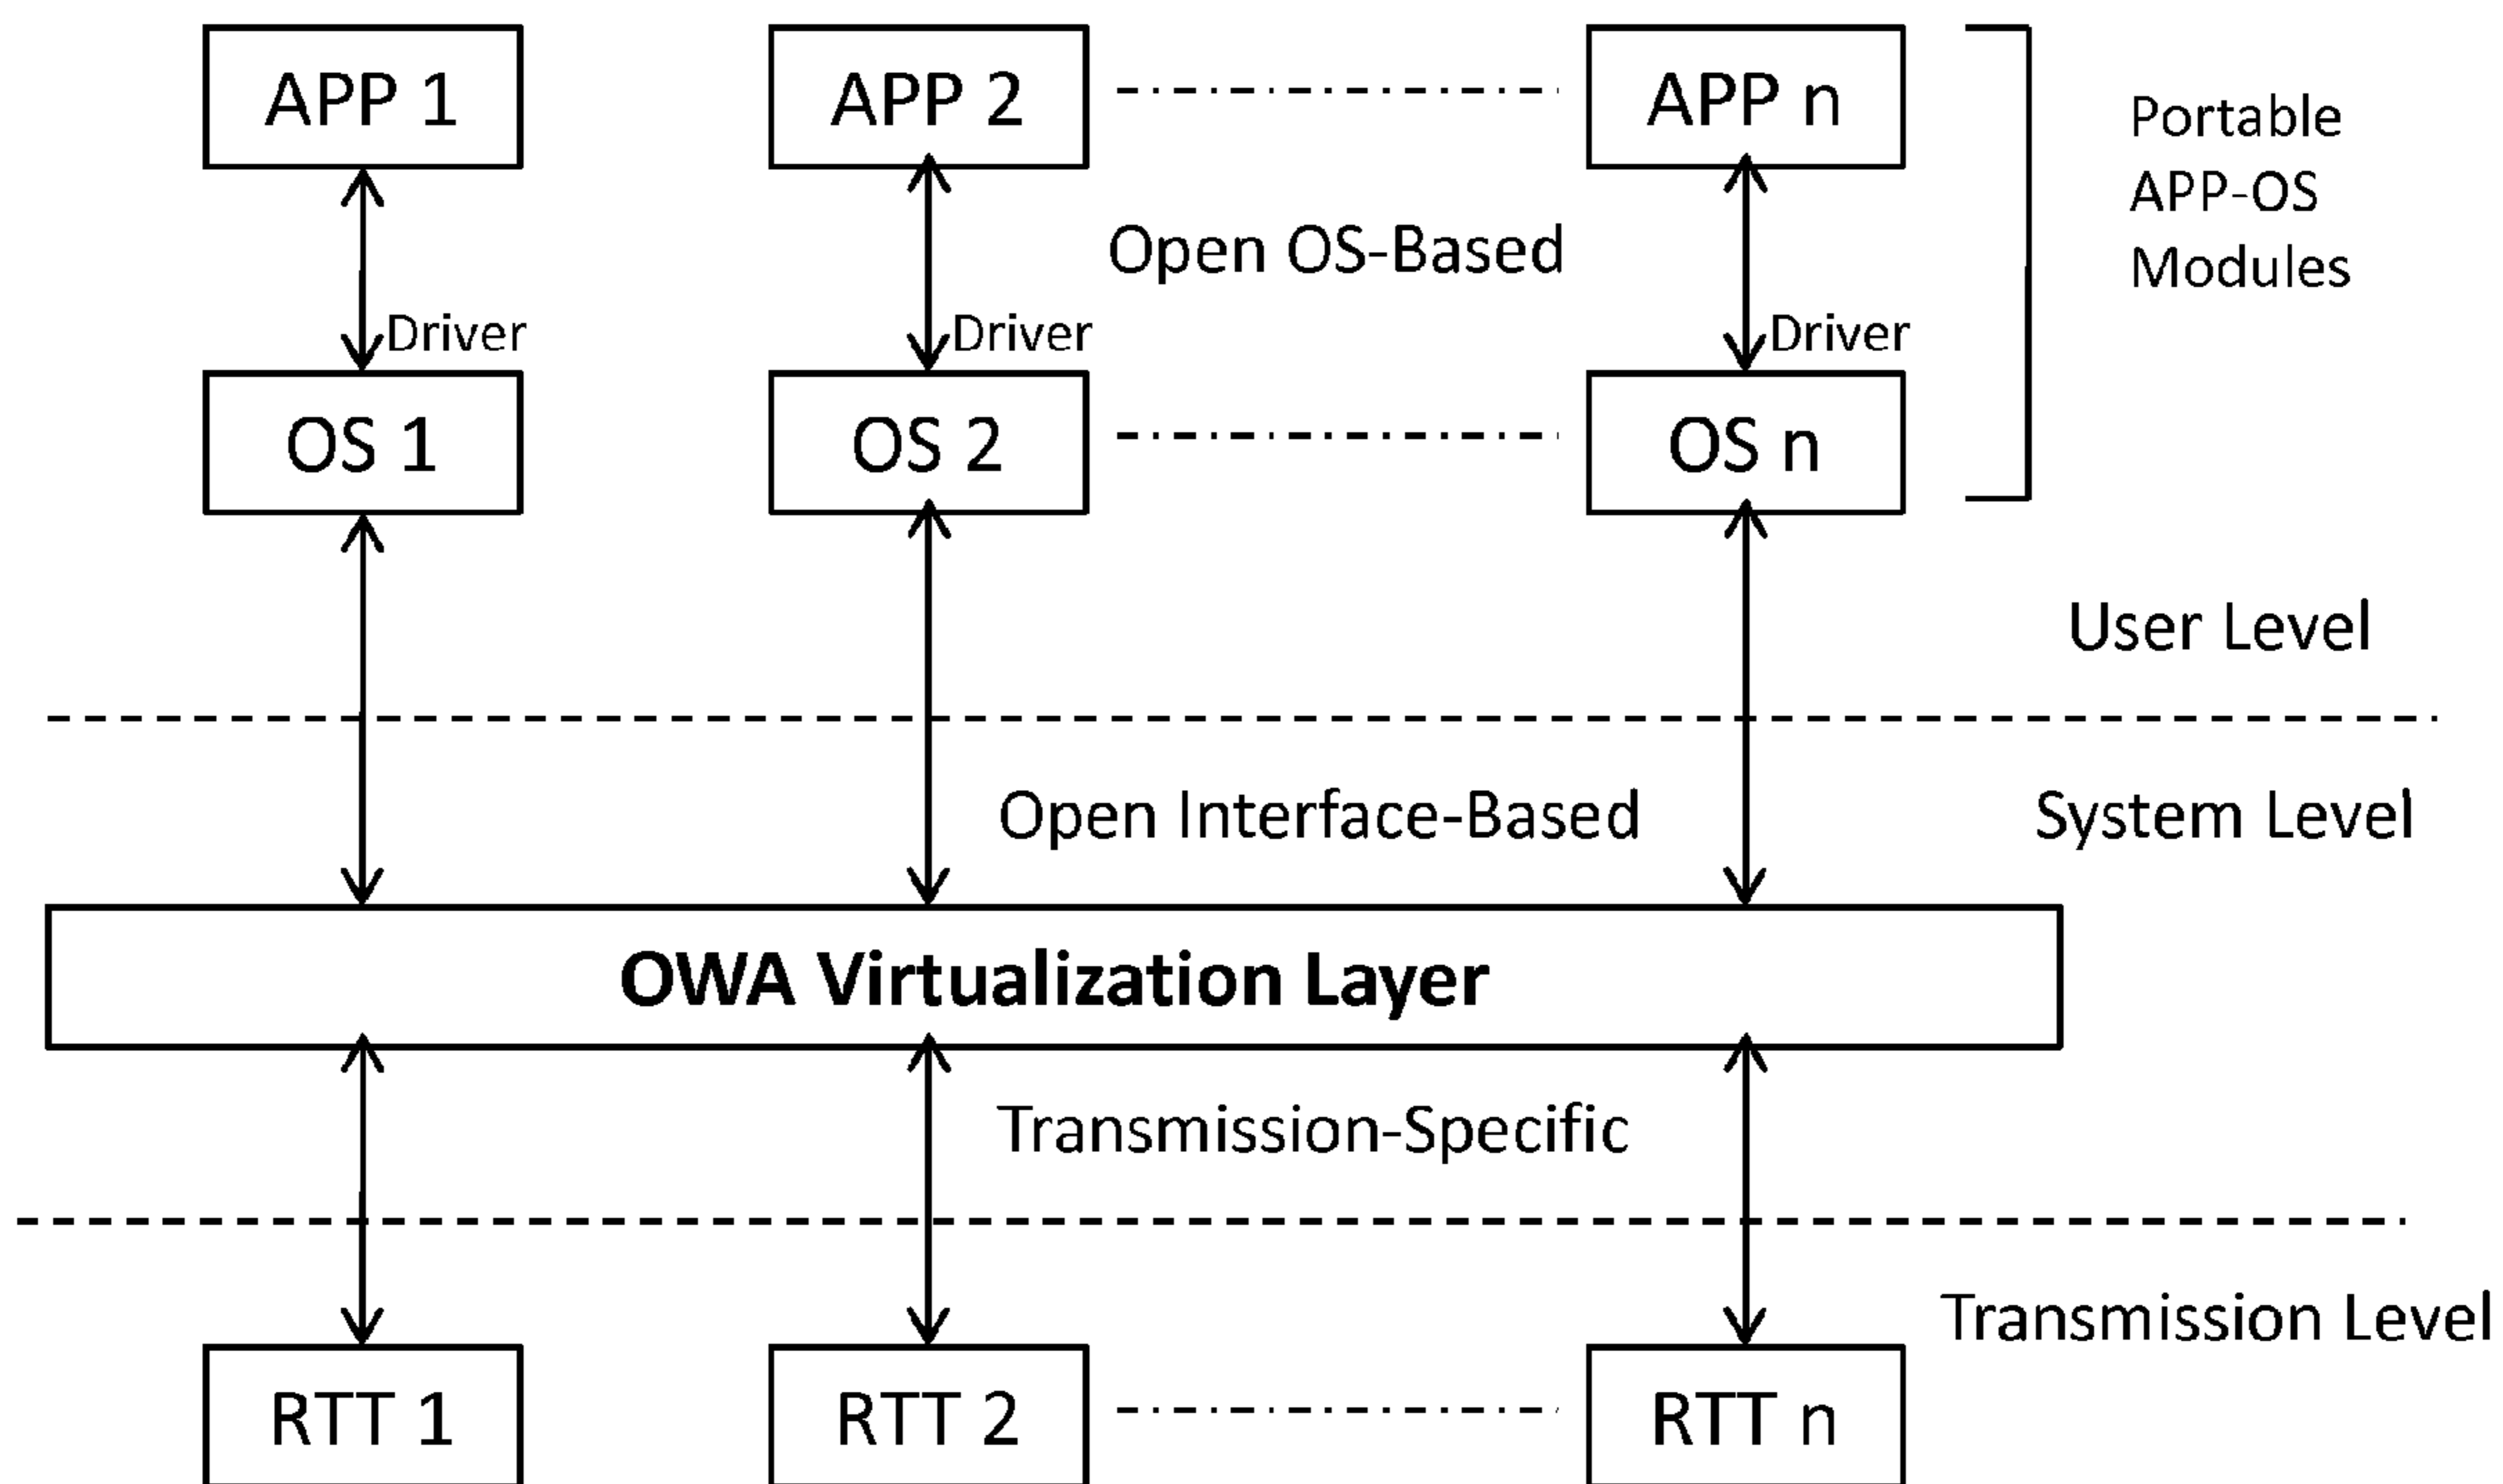 APP 1
APP 2
APP n
Portable
APP-OS
Modules
Open OS-Based
Driver
Driver
Driver
OS 1
OS 2
OS n
User Level
Open Interface-Based
System Level
OWA Virtualization Layer
Transmission-Specific
Transmission Level
RTT 1
RTT 2
RTT n